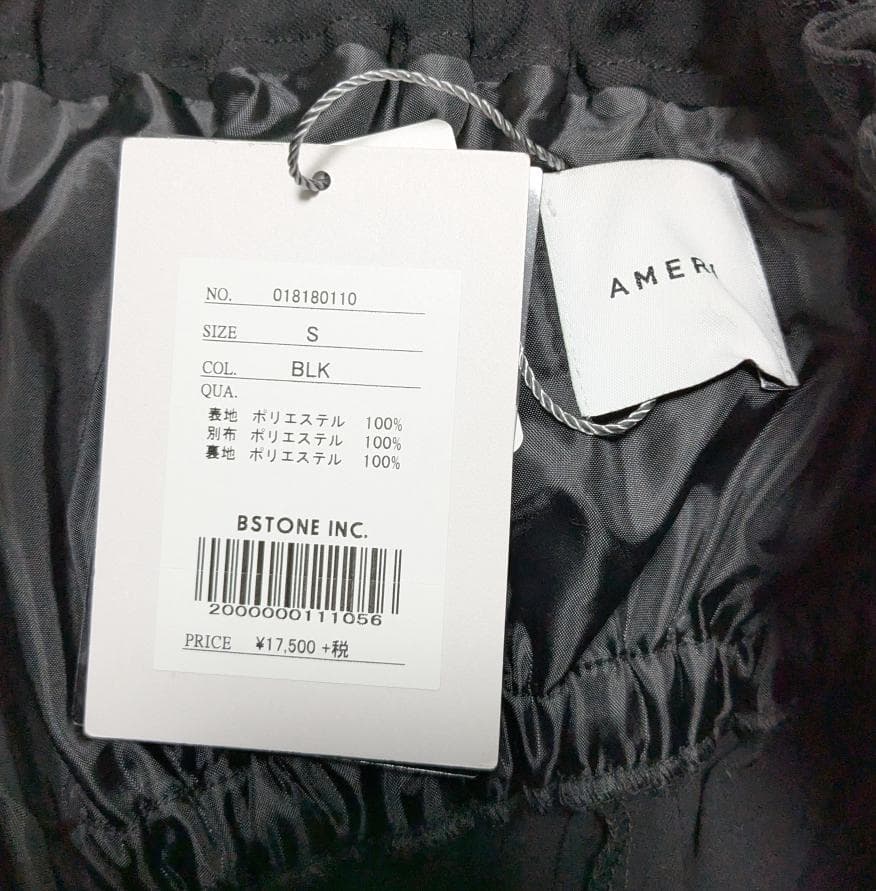 NO. 018180110
SIZE S
COL. BLK
QUA.
表地 ポリエステル 100%
別布 ポリエステル 100%
裏地 ポリエステル 100%
BSTONE INC.
2000000111056
PRICE ¥17,500 +税
AMER